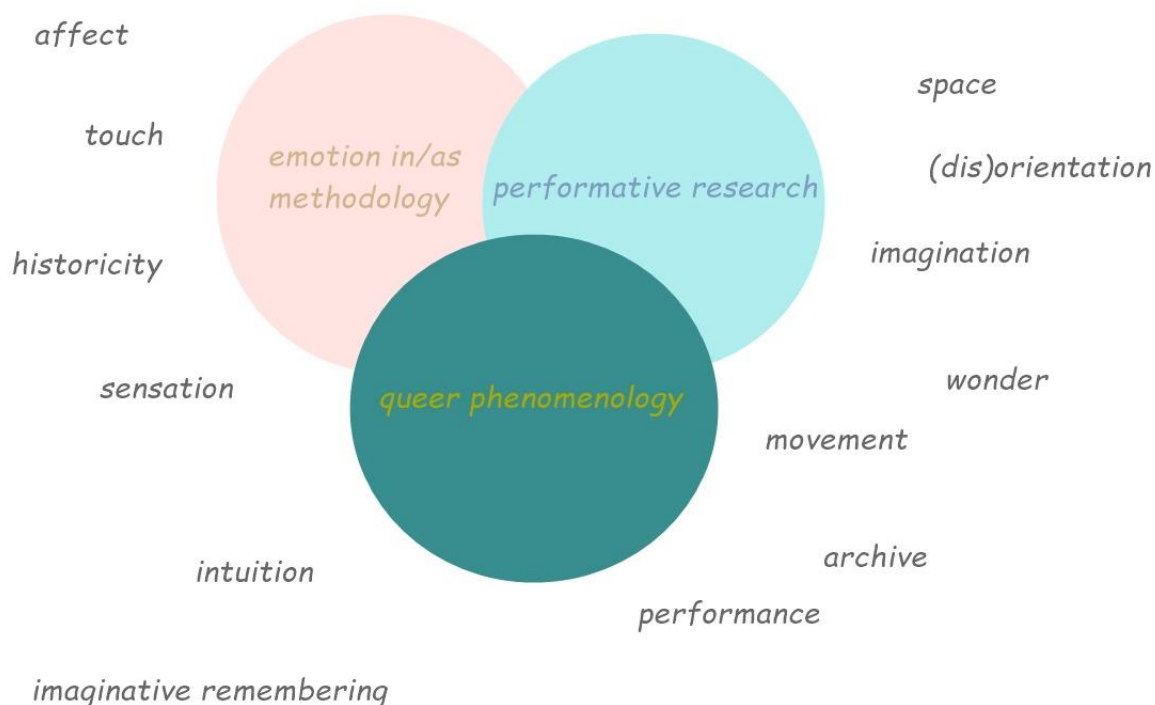 affect
space
touch
emotion in/as
methodology
performative research
(dis)orientation
historicity
imagination
sensation
queer phenomenology
wonder
movement
intuition
archive
performance
imaginative remembering